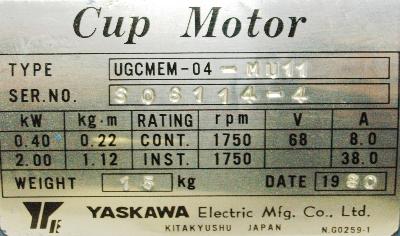 Cup Motor
TYPE UGCMEM-04-MU11
SER.NO. S06114-4
kW kg·m RATING rpm V A
0.40 0.22 CONT. 1750 68 8.0
2.00 1.12 INST. 1750 38.0
WEIGHT 15 kg DATE 1980
YE YASKAWA Electric Mfg. Co., Ltd.
KITAKYUSHU JAPAN N.G0259-1